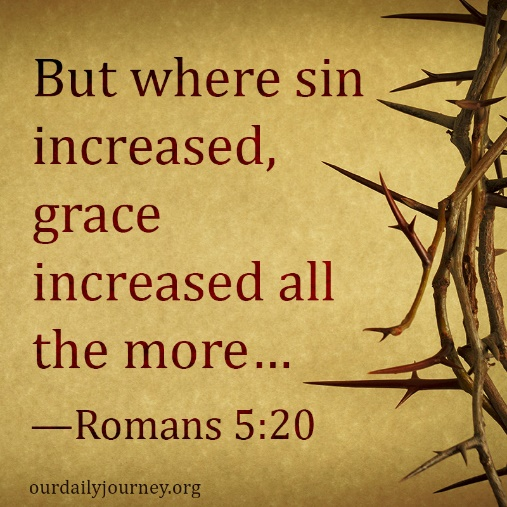 But where sin
increased,
grace
increased all
the more...
—Romans 5:20
ourdailyjourney.org